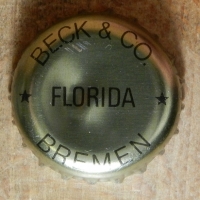 BECK & CO.
★ FLORIDA ★
BREMEN